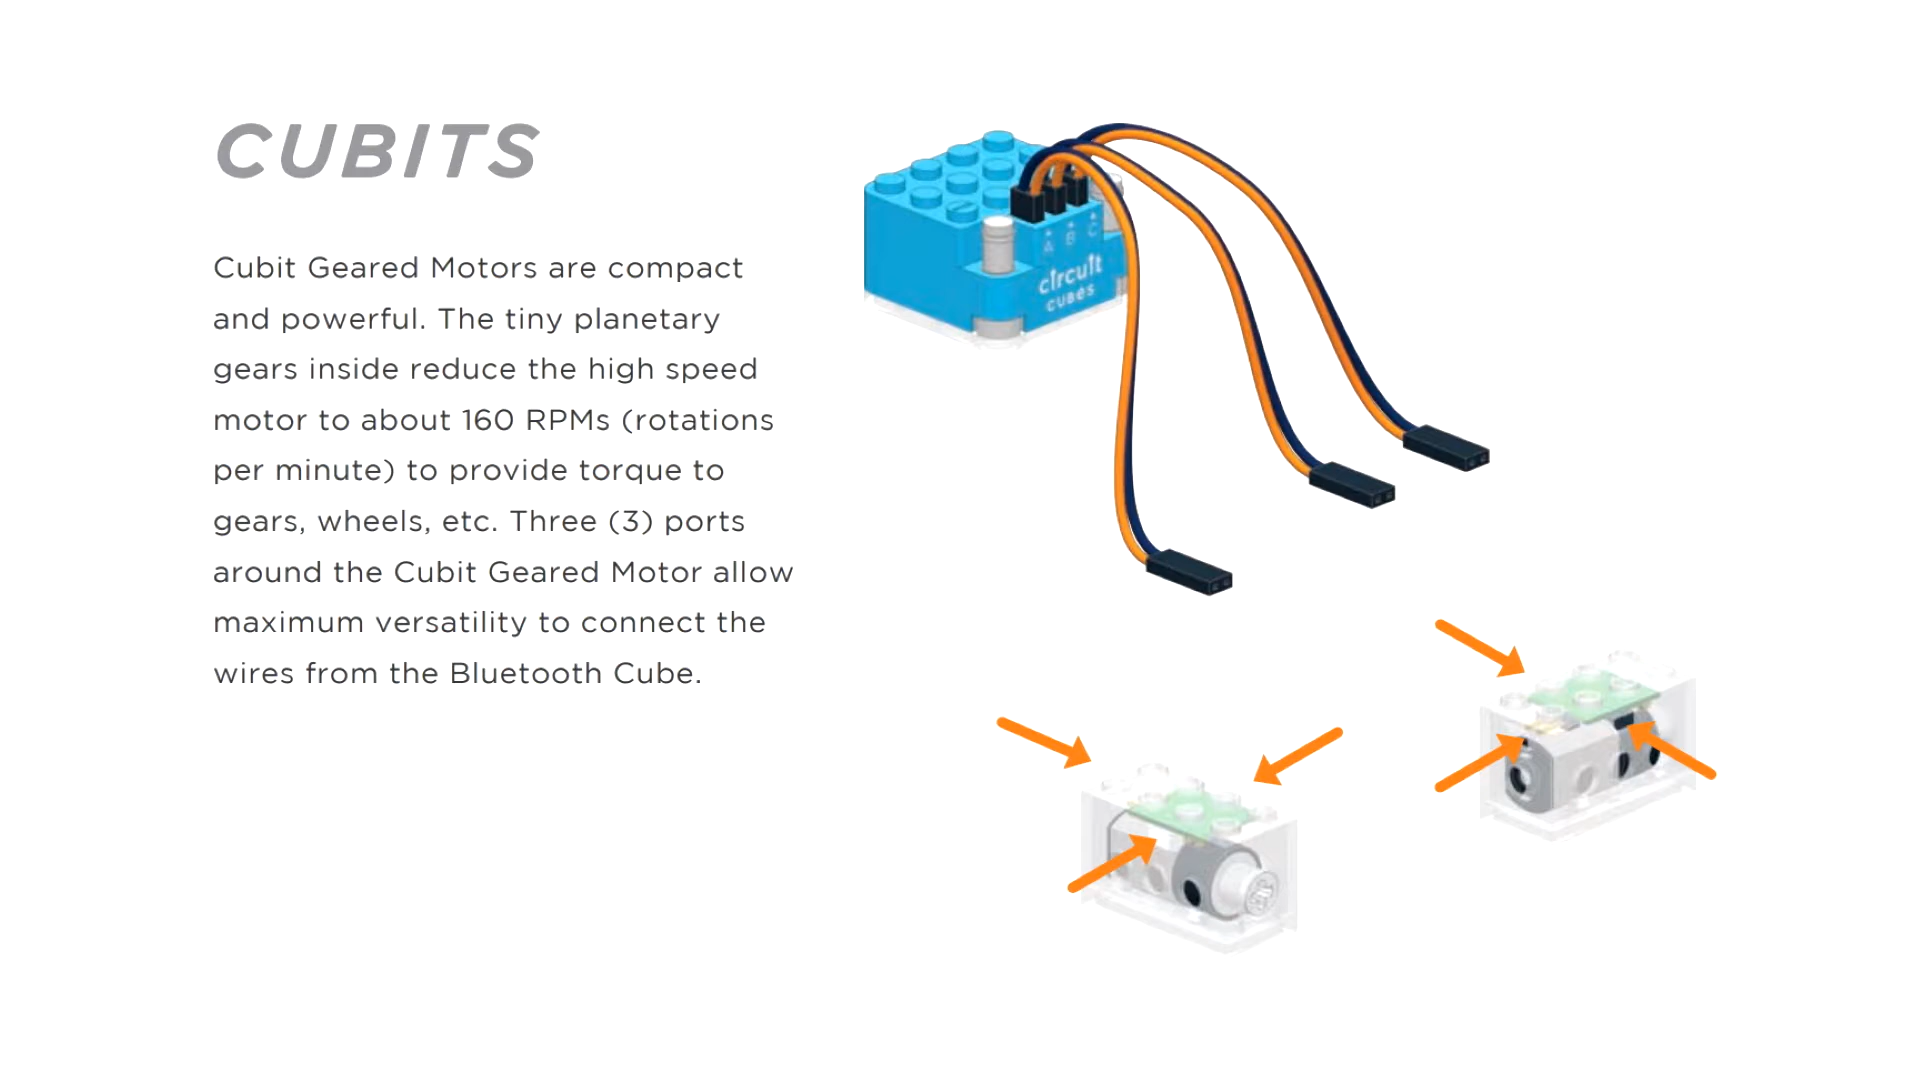 CUBITS
Cubit Geared Motors are compact
and powerful. The tiny planetary
gears inside reduce the high speed
motor to about 160 RPMs (rotations
per minute) to provide torque to
gears, wheels, etc. Three (3) ports
around the Cubit Geared Motor allow
maximum versatility to connect the
wires from the Bluetooth Cube.
A B C
circuit
CUBES